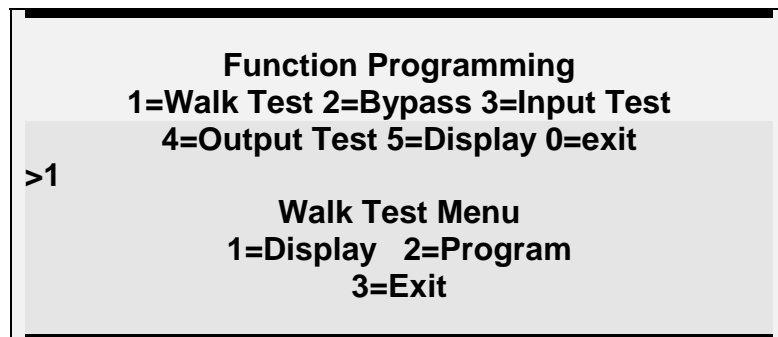 Function Programming
1=Walk Test 2=Bypass 3=Input Test
4=Output Test 5=Display 0=exit
>1
Walk Test Menu
1=Display 2=Program
3=Exit